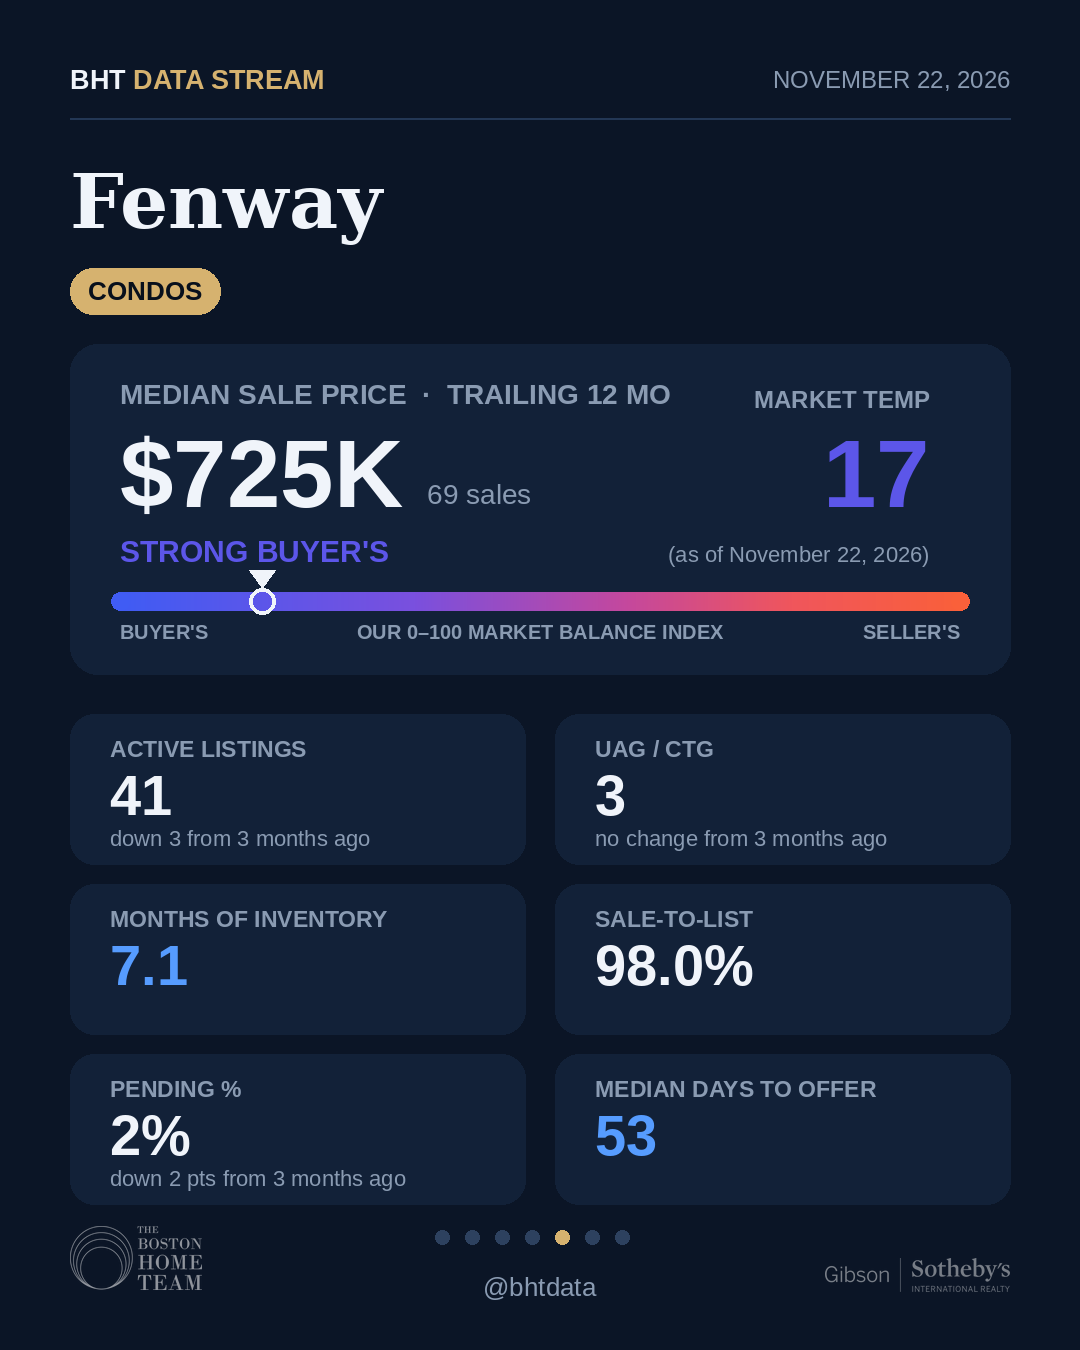 BHT DATA STREAM
NOVEMBER 22, 2026
Fenway
CONDOS
MEDIAN SALE PRICE · TRAILING 12 MO
MARKET TEMP
$725K 69 sales
17
STRONG BUYER'S
(as of November 22, 2026)
BUYER'S
OUR 0–100 MARKET BALANCE INDEX
SELLER'S
ACTIVE LISTINGS
41
down 3 from 3 months ago
UAG / CTG
3
no change from 3 months ago
MONTHS OF INVENTORY
7.1
SALE-TO-LIST
98.0%
PENDING %
2%
down 2 pts from 3 months ago
MEDIAN DAYS TO OFFER
53
THE
BOSTON
HOME
TEAM
@bhtdata
Gibson
Sotheby's
INTERNATIONAL REALTY